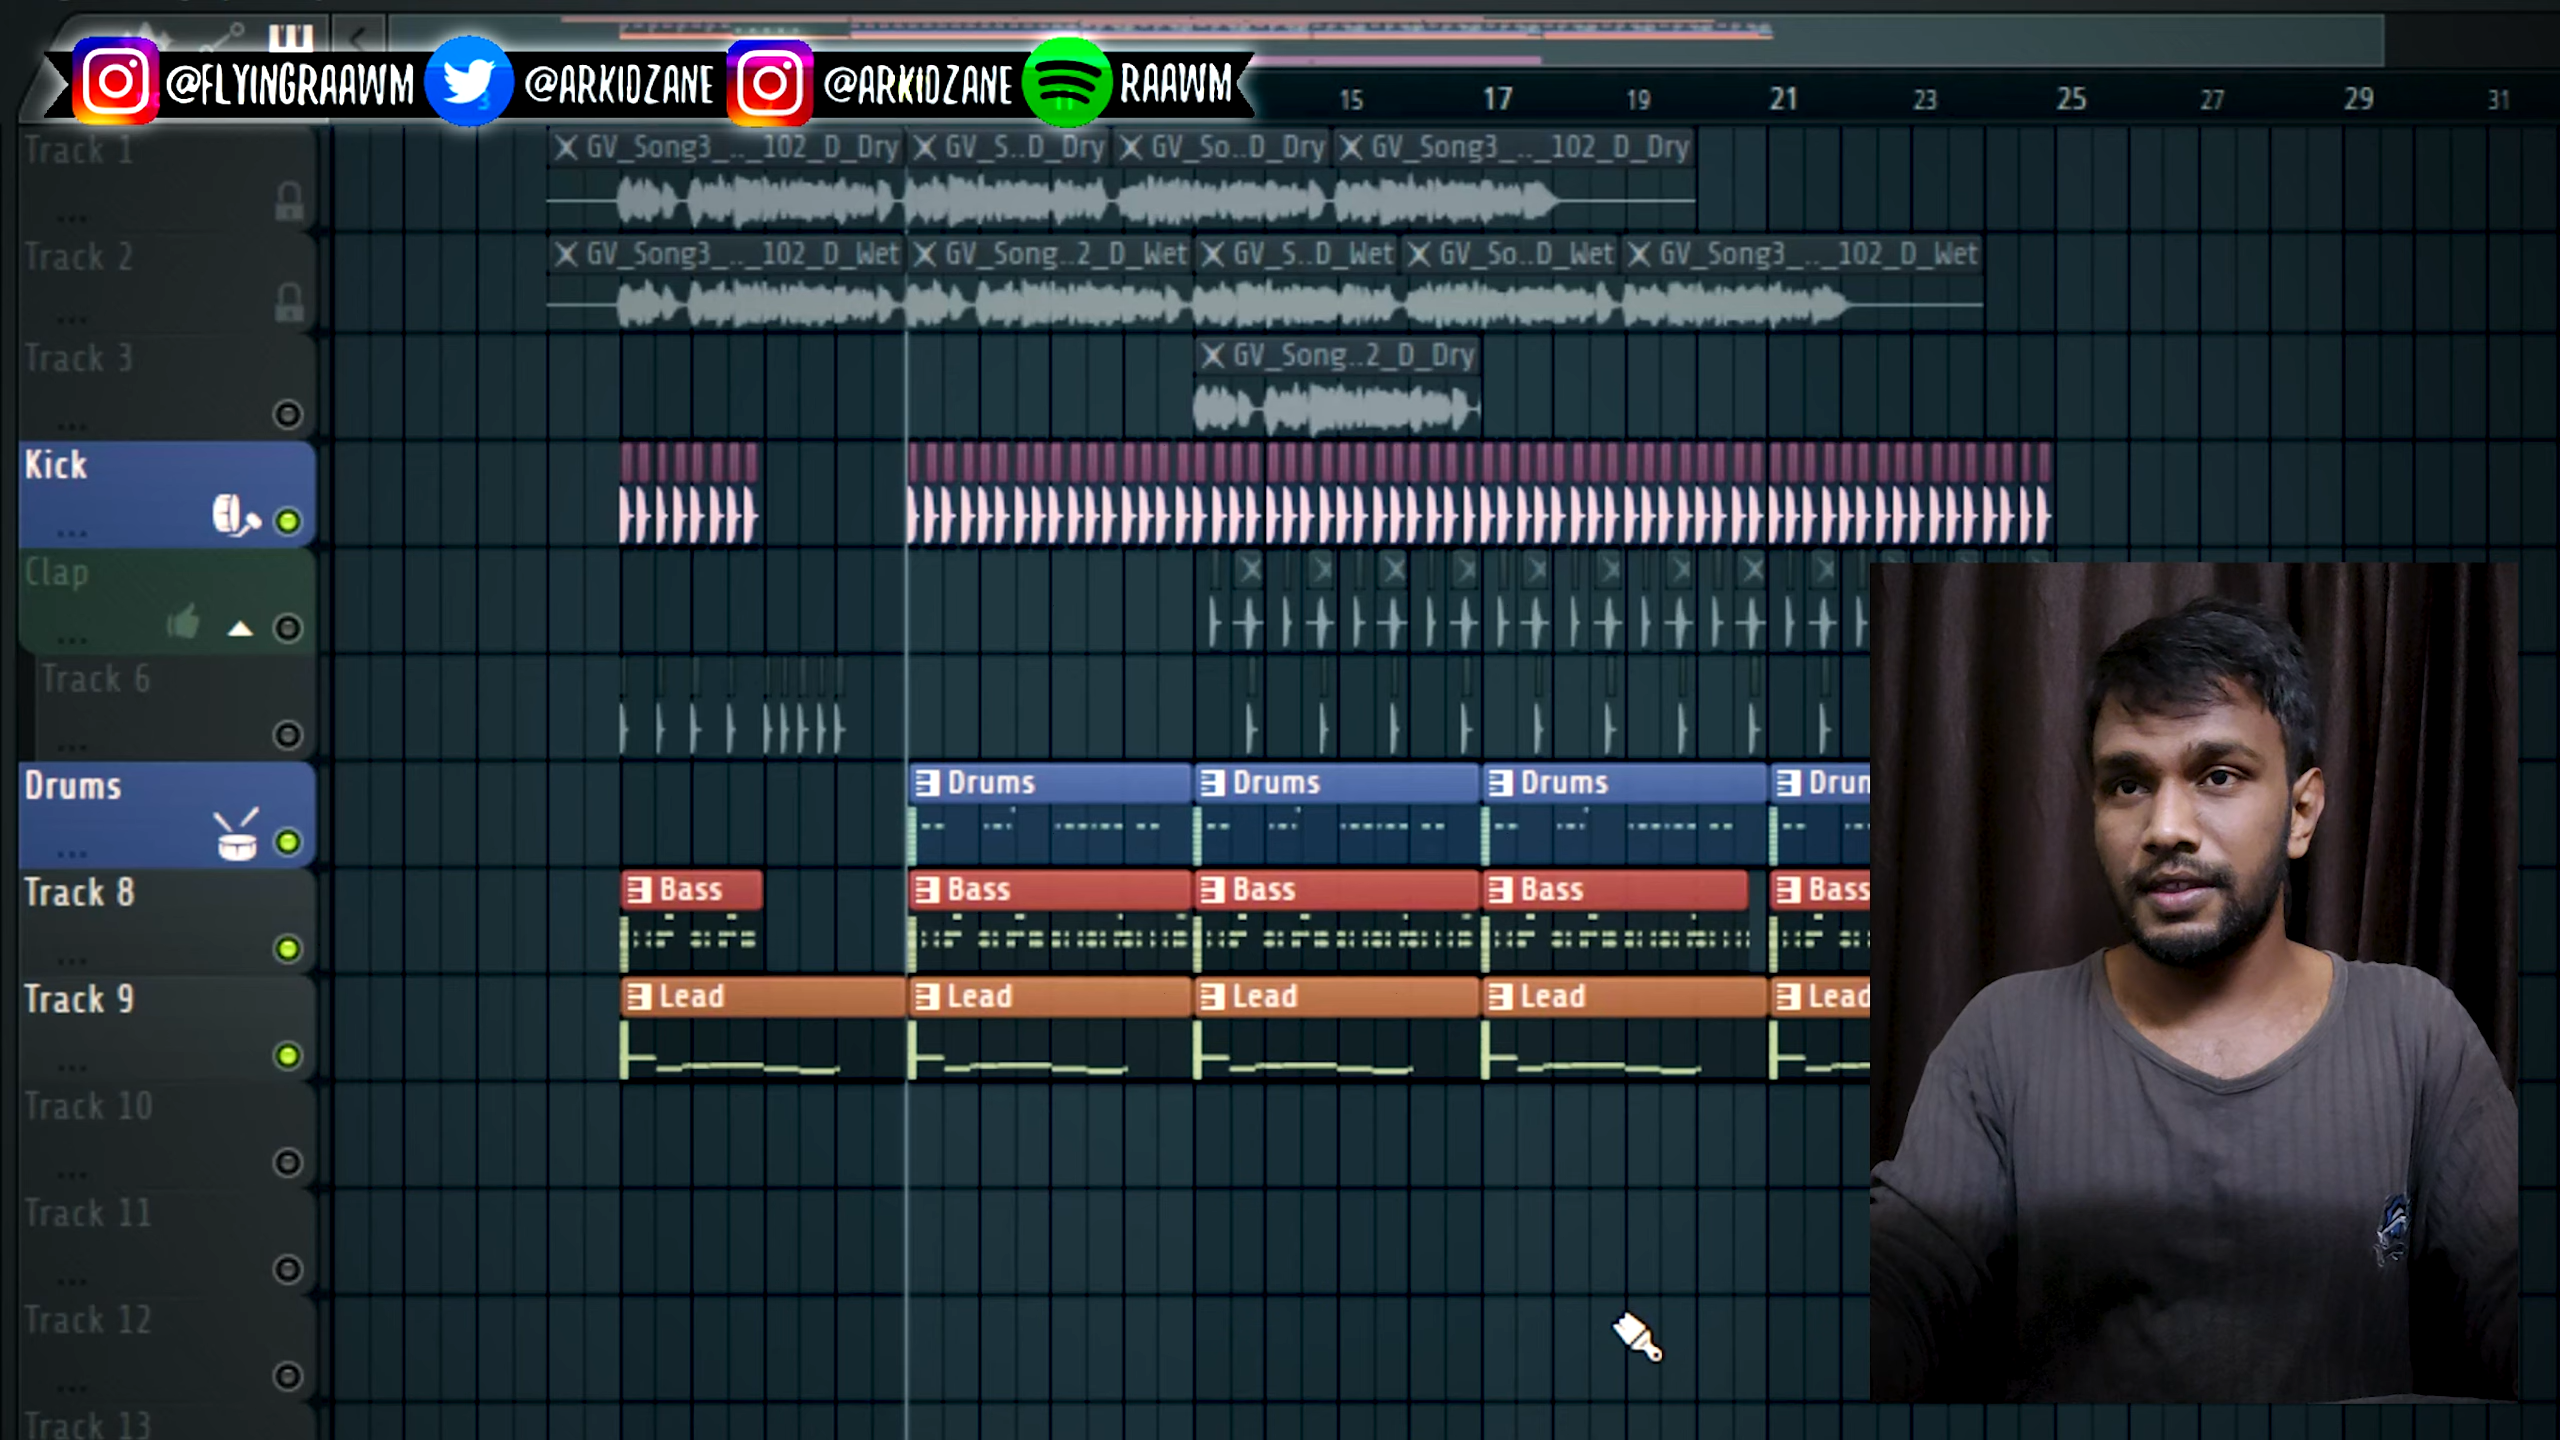 @FLYINGRAAWM @ARKIDZANE @ARKIDZANE RAAWM
15 17 19 21 23 25 27 29 31
Track 1
GV_Song3_.._102_D_Dry GV_S..D_Dry GV_So..D_Dry GV_Song3_.._102_D_Dry
Track 2
GV_Song3_.._102_D_Wet GV_Song..2_D_Wet GV_S..D_Wet GV_So..D_Wet GV_Song3_.._102_D_Wet
Track 3
GV_Song..2_D_Dry
Kick
Clap
Track 6
Drums
Drums Drums Drums Drum
Track 8
Bass Bass Bass Bass Bass
Track 9
Lead Lead Lead Lead Lead
Track 10
Track 11
Track 12
Track 13